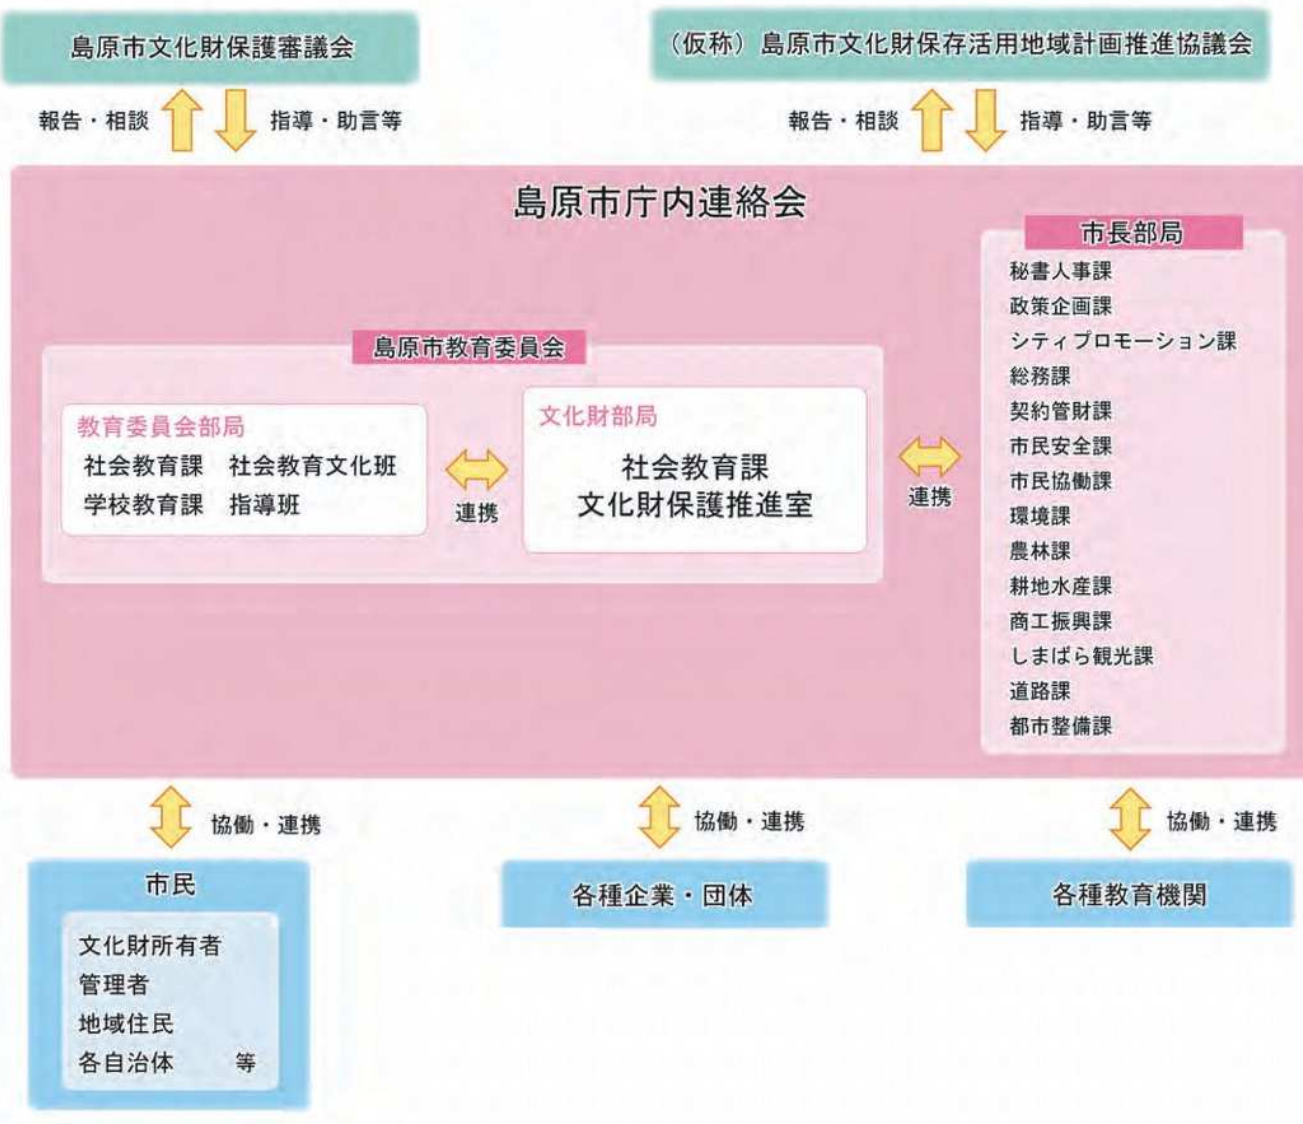 島原市文化財保護審議会
(仮称)島原市文化財保存活用地域計画推進協議会
報告・相談
指導・助言等
報告・相談
指導・助言等
島原市庁内連絡会
島原市教育委員会
教育委員会部局
社会教育課 社会教育文化班
学校教育課 指導班
連携
文化財部局
社会教育課
文化財保護推進室
連携
市長部局
秘書人事課
政策企画課
シティプロモーション課
総務課
契約管財課
市民安全課
市民協働課
環境課
農林課
耕地水産課
商工振興課
しまばら観光課
道路課
都市整備課
協働・連携
協働・連携
協働・連携
市民
文化財所有者
管理者
地域住民
各自治体 等
各種企業・団体
各種教育機関